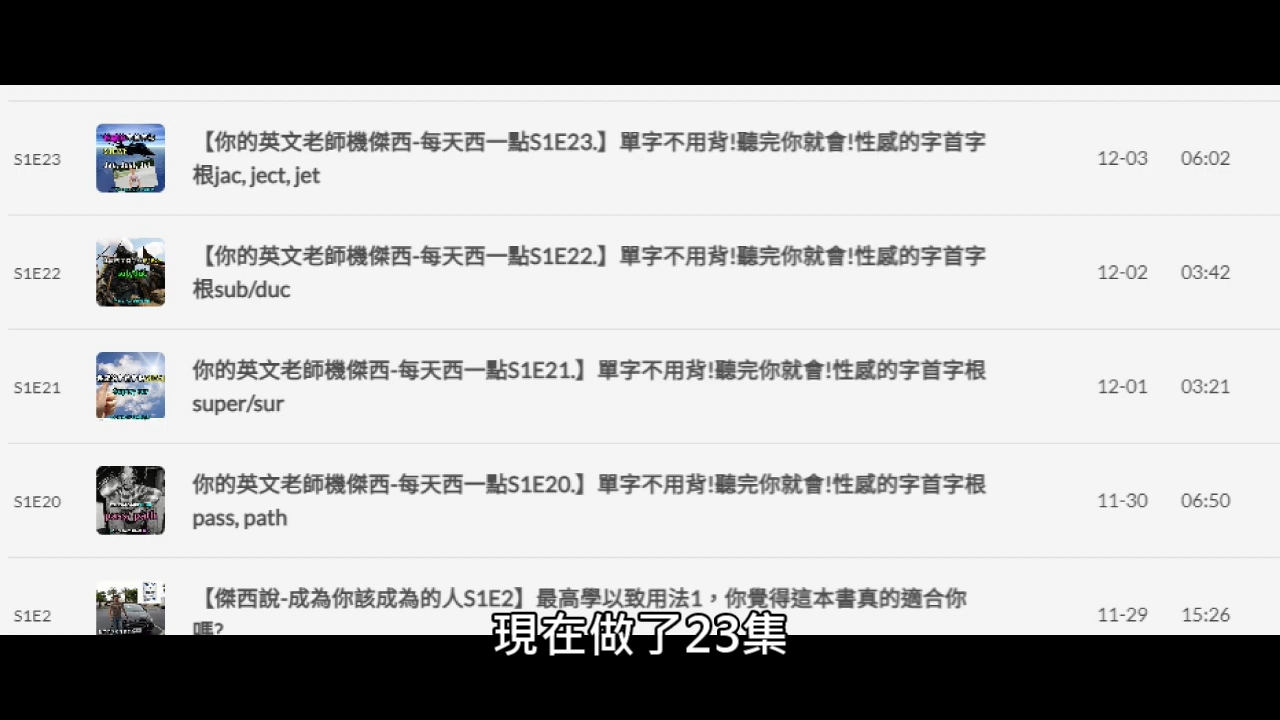 S1E23
【你的英文老師機傑西-每天西一點S1E23.】單字不用背!聽完你就會!性感的字首字
根jac, ject, jet
12-03
06:02
S1E22
【你的英文老師機傑西-每天西一點S1E22.】單字不用背!聽完你就會!性感的字首字
根sub/duc
12-02
03:42
S1E21
你的英文老師機傑西-每天西一點S1E21.】單字不用背!聽完你就會!性感的字首字根
super/sur
12-01
03:21
S1E20
你的英文老師機傑西-每天西一點S1E20.】單字不用背!聽完你就會!性感的字首字根
pass, path
pass/path
11-30
06:50
S1E2
【傑西說-成為你該成為的人S1E2】最高學以致用法1，你覺得這本書真的適合你
嗎?
11-29
15:26
現在做了23集